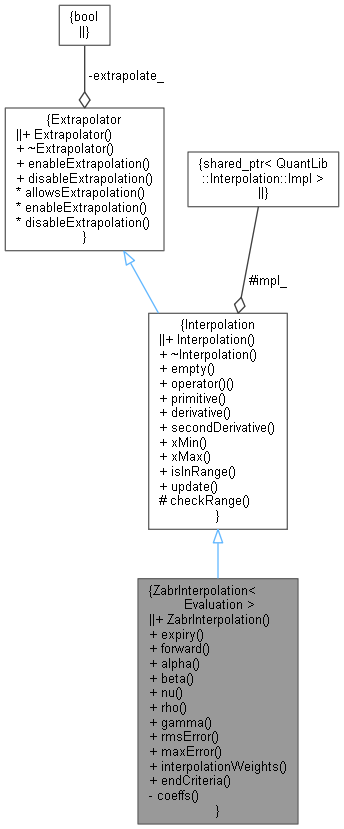 {bool
||}
-extrapolate_
{Extrapolator
||+ Extrapolator()
+ ~Extrapolator()
+ enableExtrapolation()
+ disableExtrapolation()
* allowsExtrapolation()
* enableExtrapolation()
* disableExtrapolation()
}
{shared_ptr< QuantLib
::Interpolation::Impl >
||}
#impl_
{Interpolation
||+ Interpolation()
+ ~Interpolation()
+ empty()
+ operator()()
+ primitive()
+ derivative()
+ secondDerivative()
+ xMin()
+ xMax()
+ isInRange()
+ update()
# checkRange()
}
{ZabrInterpolation<
Evaluation >
||+ ZabrInterpolation()
+ expiry()
+ forward()
+ alpha()
+ beta()
+ nu()
+ rho()
+ gamma()
+ rmsError()
+ maxError()
+ interpolationWeights()
+ endCriteria()
- coeffs()
}